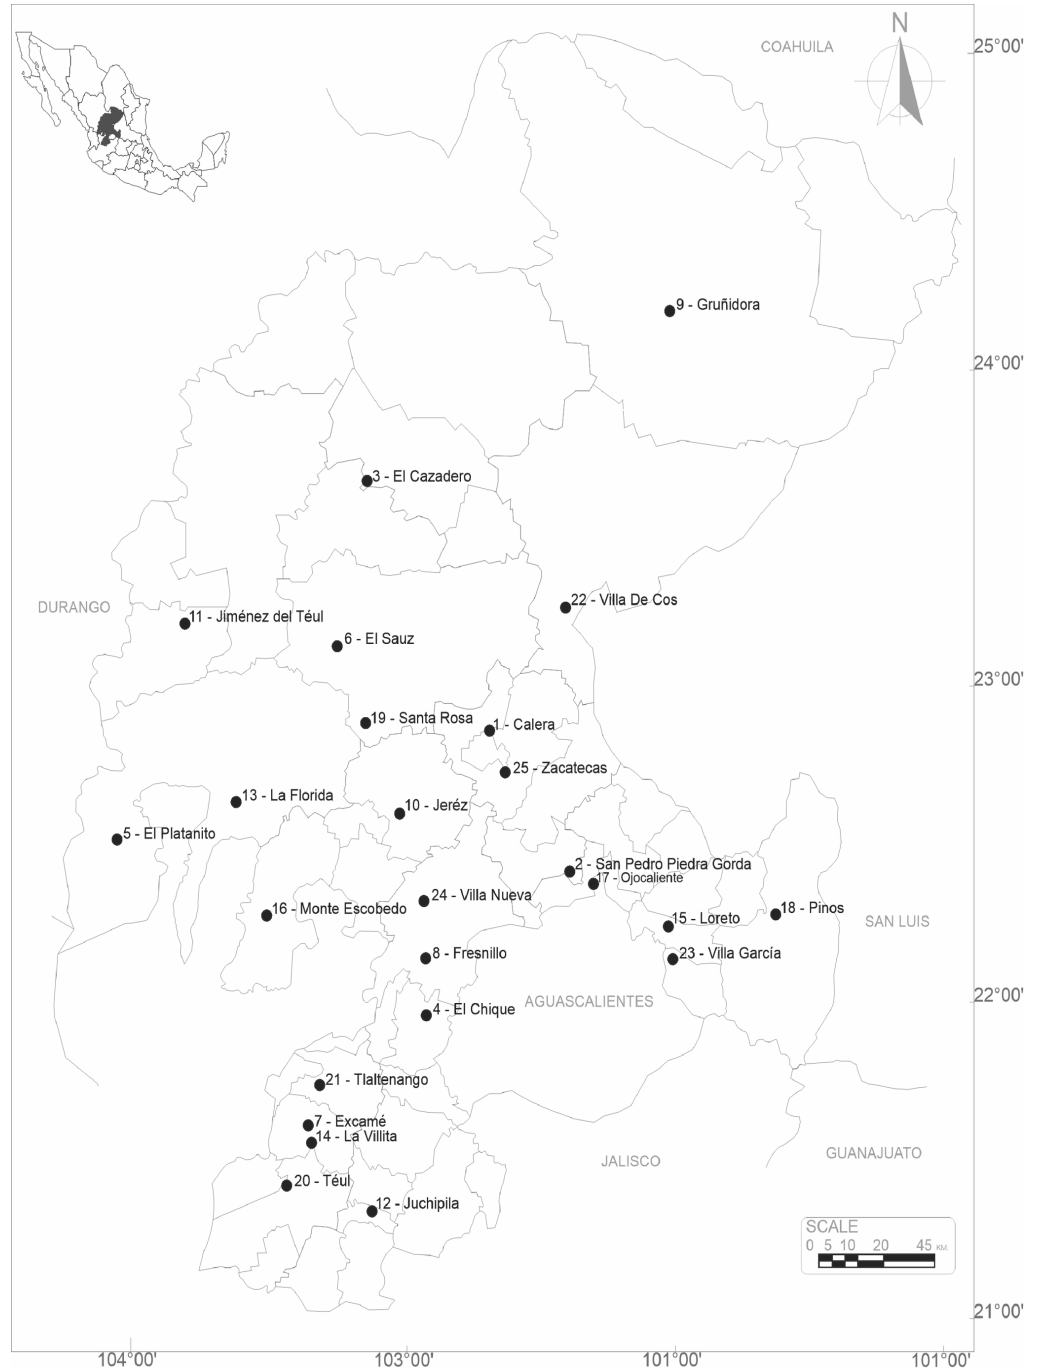 COAHUILA
N
25°00'
9 - Gruñidora
24°00'
3 - El Cazadero
22 - Villa De Cos
DURANGO
11 - Jiménez del Téul
6 - El Sauz
23°00'
19 - Santa Rosa
1 - Calera
25 - Zacatecas
13 - La Florida
10 - Jeréz
5 - El Platanito
2 - San Pedro Piedra Gorda
17 - Ojocaliente
24 - Villa Nueva
16 - Monte Escobedo
18 - Pinos
15 - Loreto
SAN LUIS
8 - Fresnillo
23 - Villa García
22°00'
AGUASCALIENTES
4 - El Chique
21 - Tlaltenango
7 - Excamé
14 - La Villita
GUANAJUATO
JALISCO
20 - Téul
12 - Juchipila
SCALE
0 5 10 20 45 KM.
21°00'
104°00' 103°00' 101°00' 101°00'